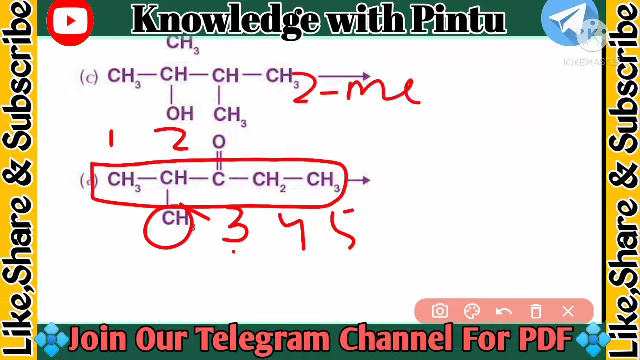 Knowledge with Pintu
KINEMASTER
Like,Share & Subscribe
Like,Share & Subscribe
CH₃
(c) CH₃—CH—CH—CH₃ →
2-me
OH CH₃
1 2
O
(e) CH₃—CH—C—CH₂—CH₃ →
CH₃ 3 4 5
Join Our Telegram Channel For PDF